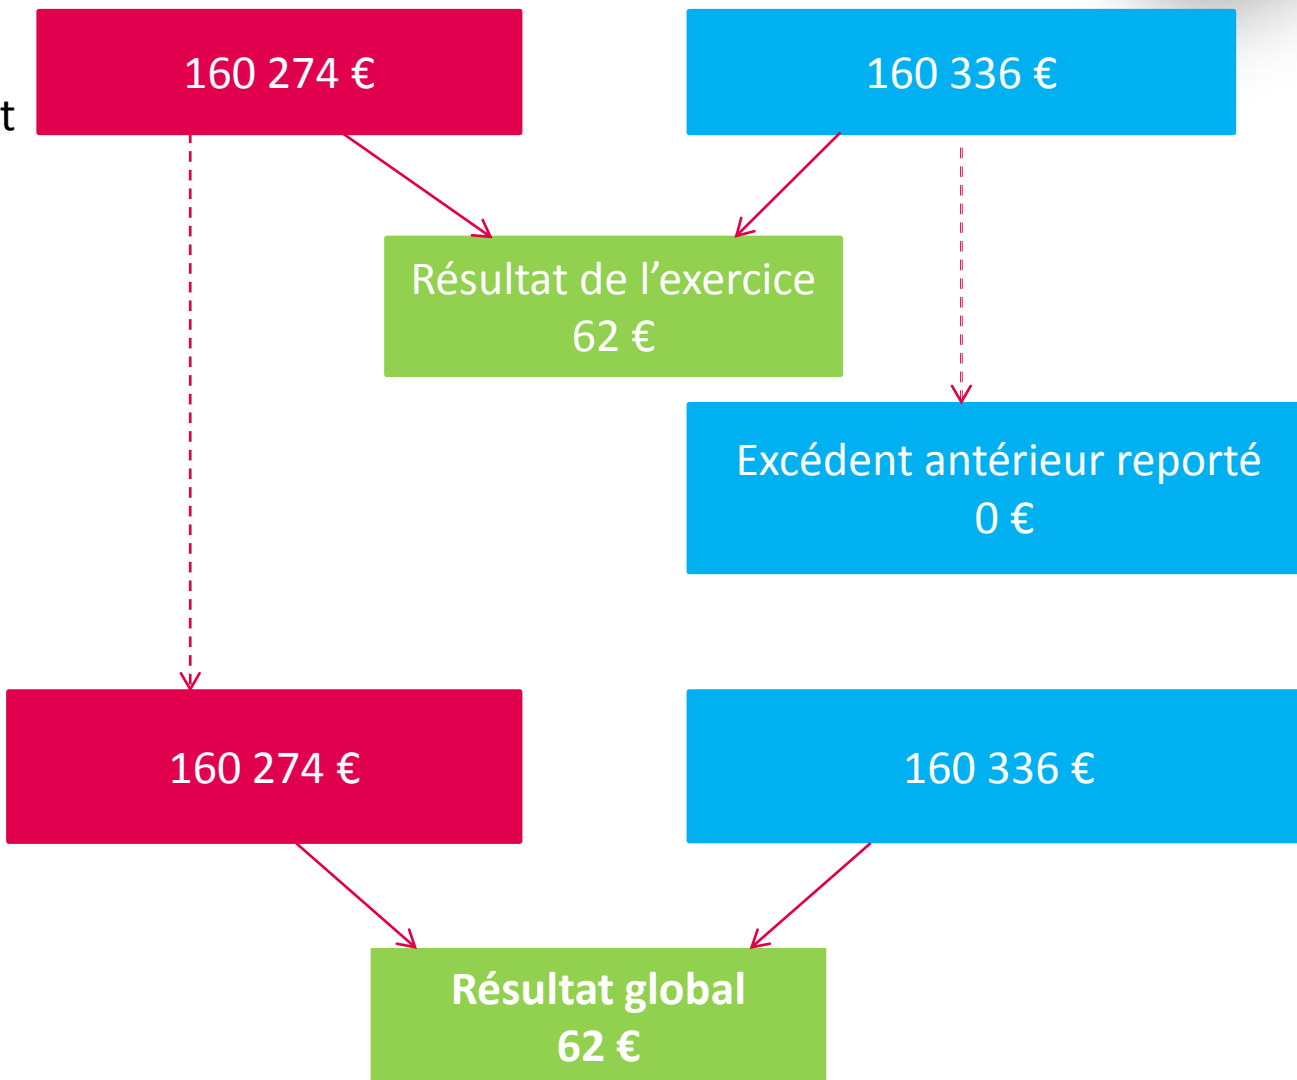 160 274 €
160 336 €
t
Résultat de l’exercice
62 €
Excédent antérieur reporté
0 €
160 274 €
160 336 €
Résultat global
62 €